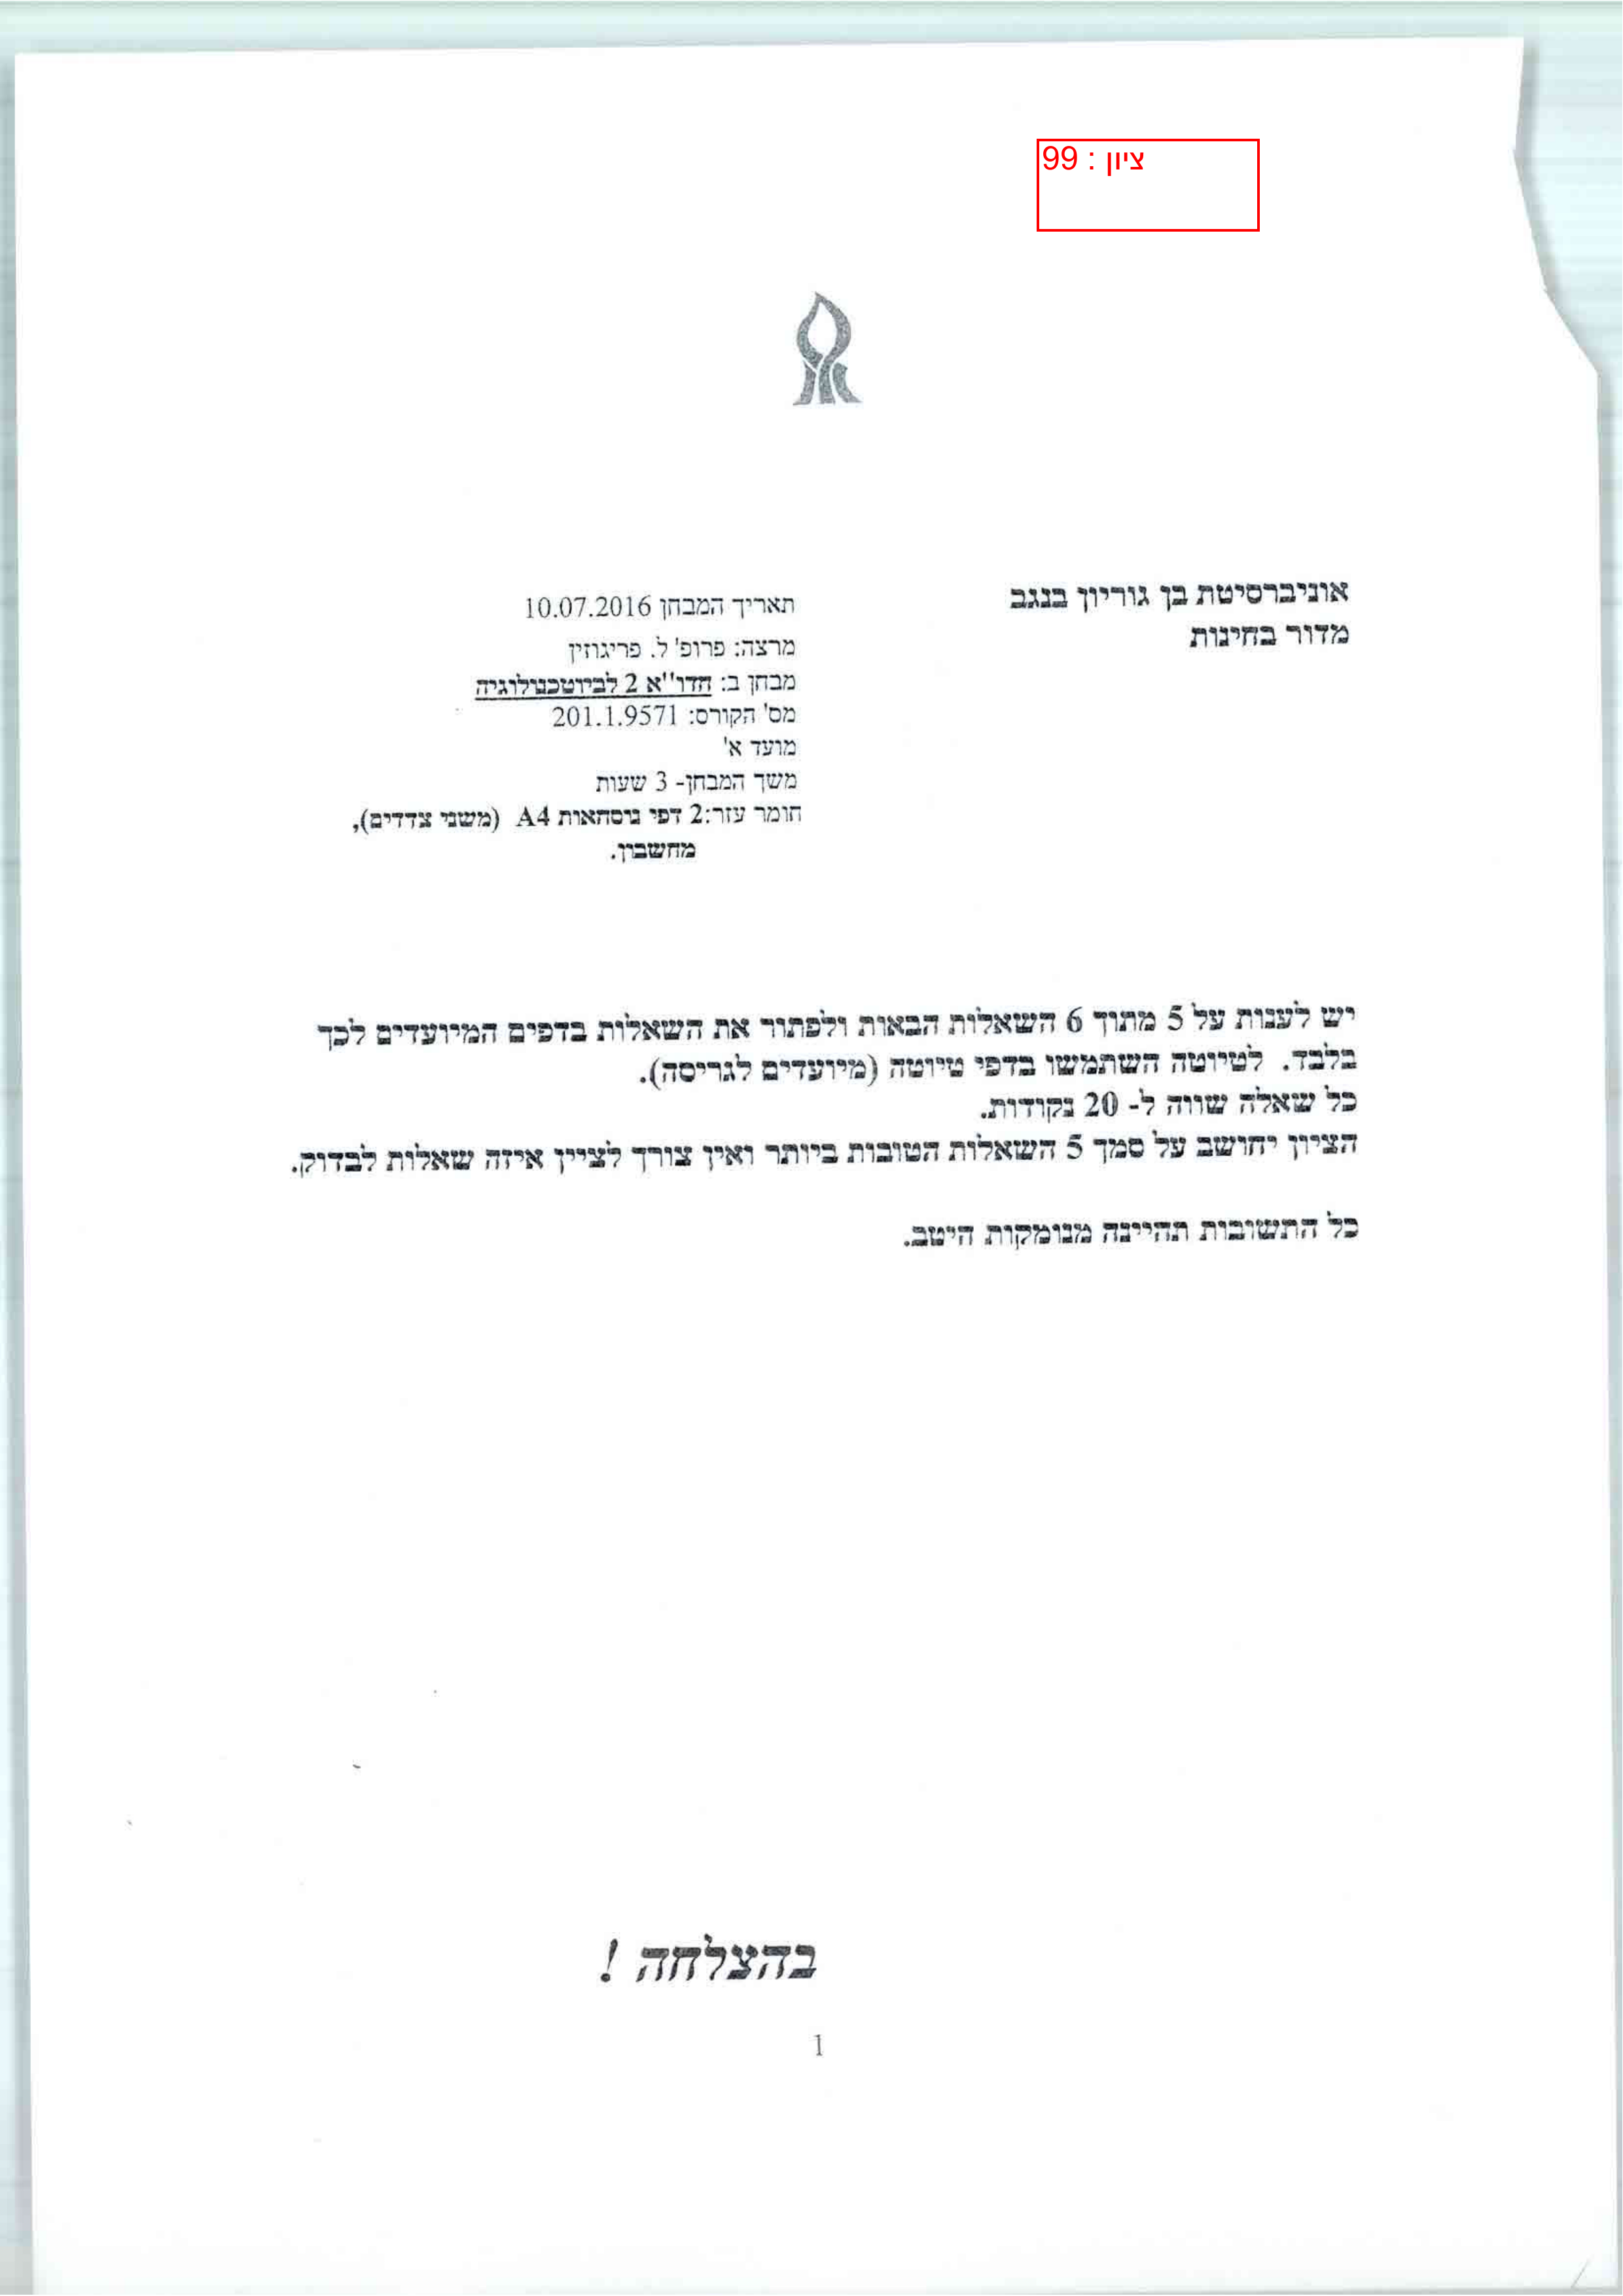 ציון : 99
אוניברסיטת בן גוריון בנגב
מדור בחינות
תאריך המבחן 10.07.2016
מרצה: פרופ' ל. פריגוזין
מבחן ב: חדו"א 2 לביוטכנולוגיה
מס' הקורס: 201.1.9571
מועד א'
משך המבחן- 3 שעות
חומר עזר:2 דפי נוסחאות A4 (משני צדדים),
מחשבון.
יש לענות על 5 מתוך 6 השאלות הבאות ולפתור את השאלות בדפים המיועדים לכך
בלבד. לטיוטה השתמשו בדפי טיוטה (מיועדים לגריסה).
כל שאלה שווה ל- 20 נקודות.
הציון יחושב על סמך 5 השאלות הטובות ביותר ואין צורך לציין איזה שאלות לבדוק.
כל התשובות תהיינה מנומקות היטב.
בהצלחה !
1